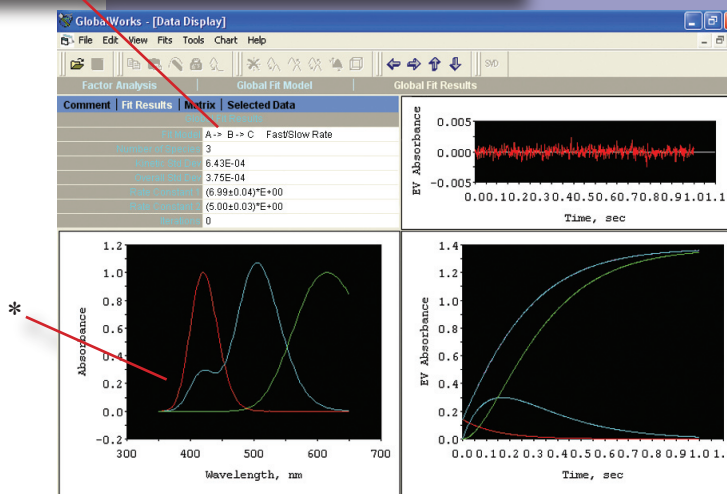 GlobalWorks - [Data Display]
File Edit View Fits Tools Chart Help
SVD
Factor Analysis Global Fit Model Global Fit Results
Comment Fit Results Matrix Selected Data
A -> B -> C Fast/Slow Rate
3
6.43E-04
3.75E-04
(6.99±0.04)*E+00
(5.00±0.03)*E+00
0
EV Absorbance
0.005
0.000
-0.005
0.00.10.20.30.40.50.60.70.80.91.01.1
Time, sec
*
Absorbance
1.2
1.0
0.8
0.6
0.4
0.2
0.0
-0.2
300 400 500 600 700
Wavelength, nm
EV Absorbance
1.4
1.2
1.0
0.8
0.6
0.4
0.2
0.0
0.00.10.20.30.40.50.60.70.80.91.01.
Time, sec